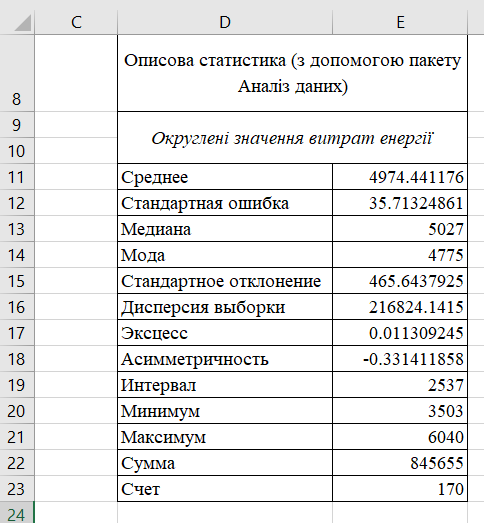 C D E
8 Описова статистика (з допомогою пакету
Аналіз даних)
9
10 Округлені значення витрат енергії
11 Среднее 4974.441176
12 Стандартная ошибка 35.71324861
13 Медиана 5027
14 Мода 4775
15 Стандартное отклонение 465.6437925
16 Дисперсия выборки 216824.1415
17 Эксцесс 0.011309245
18 Асимметричность -0.331411858
19 Интервал 2537
20 Минимум 3503
21 Максимум 6040
22 Сумма 845655
23 Счет 170
24